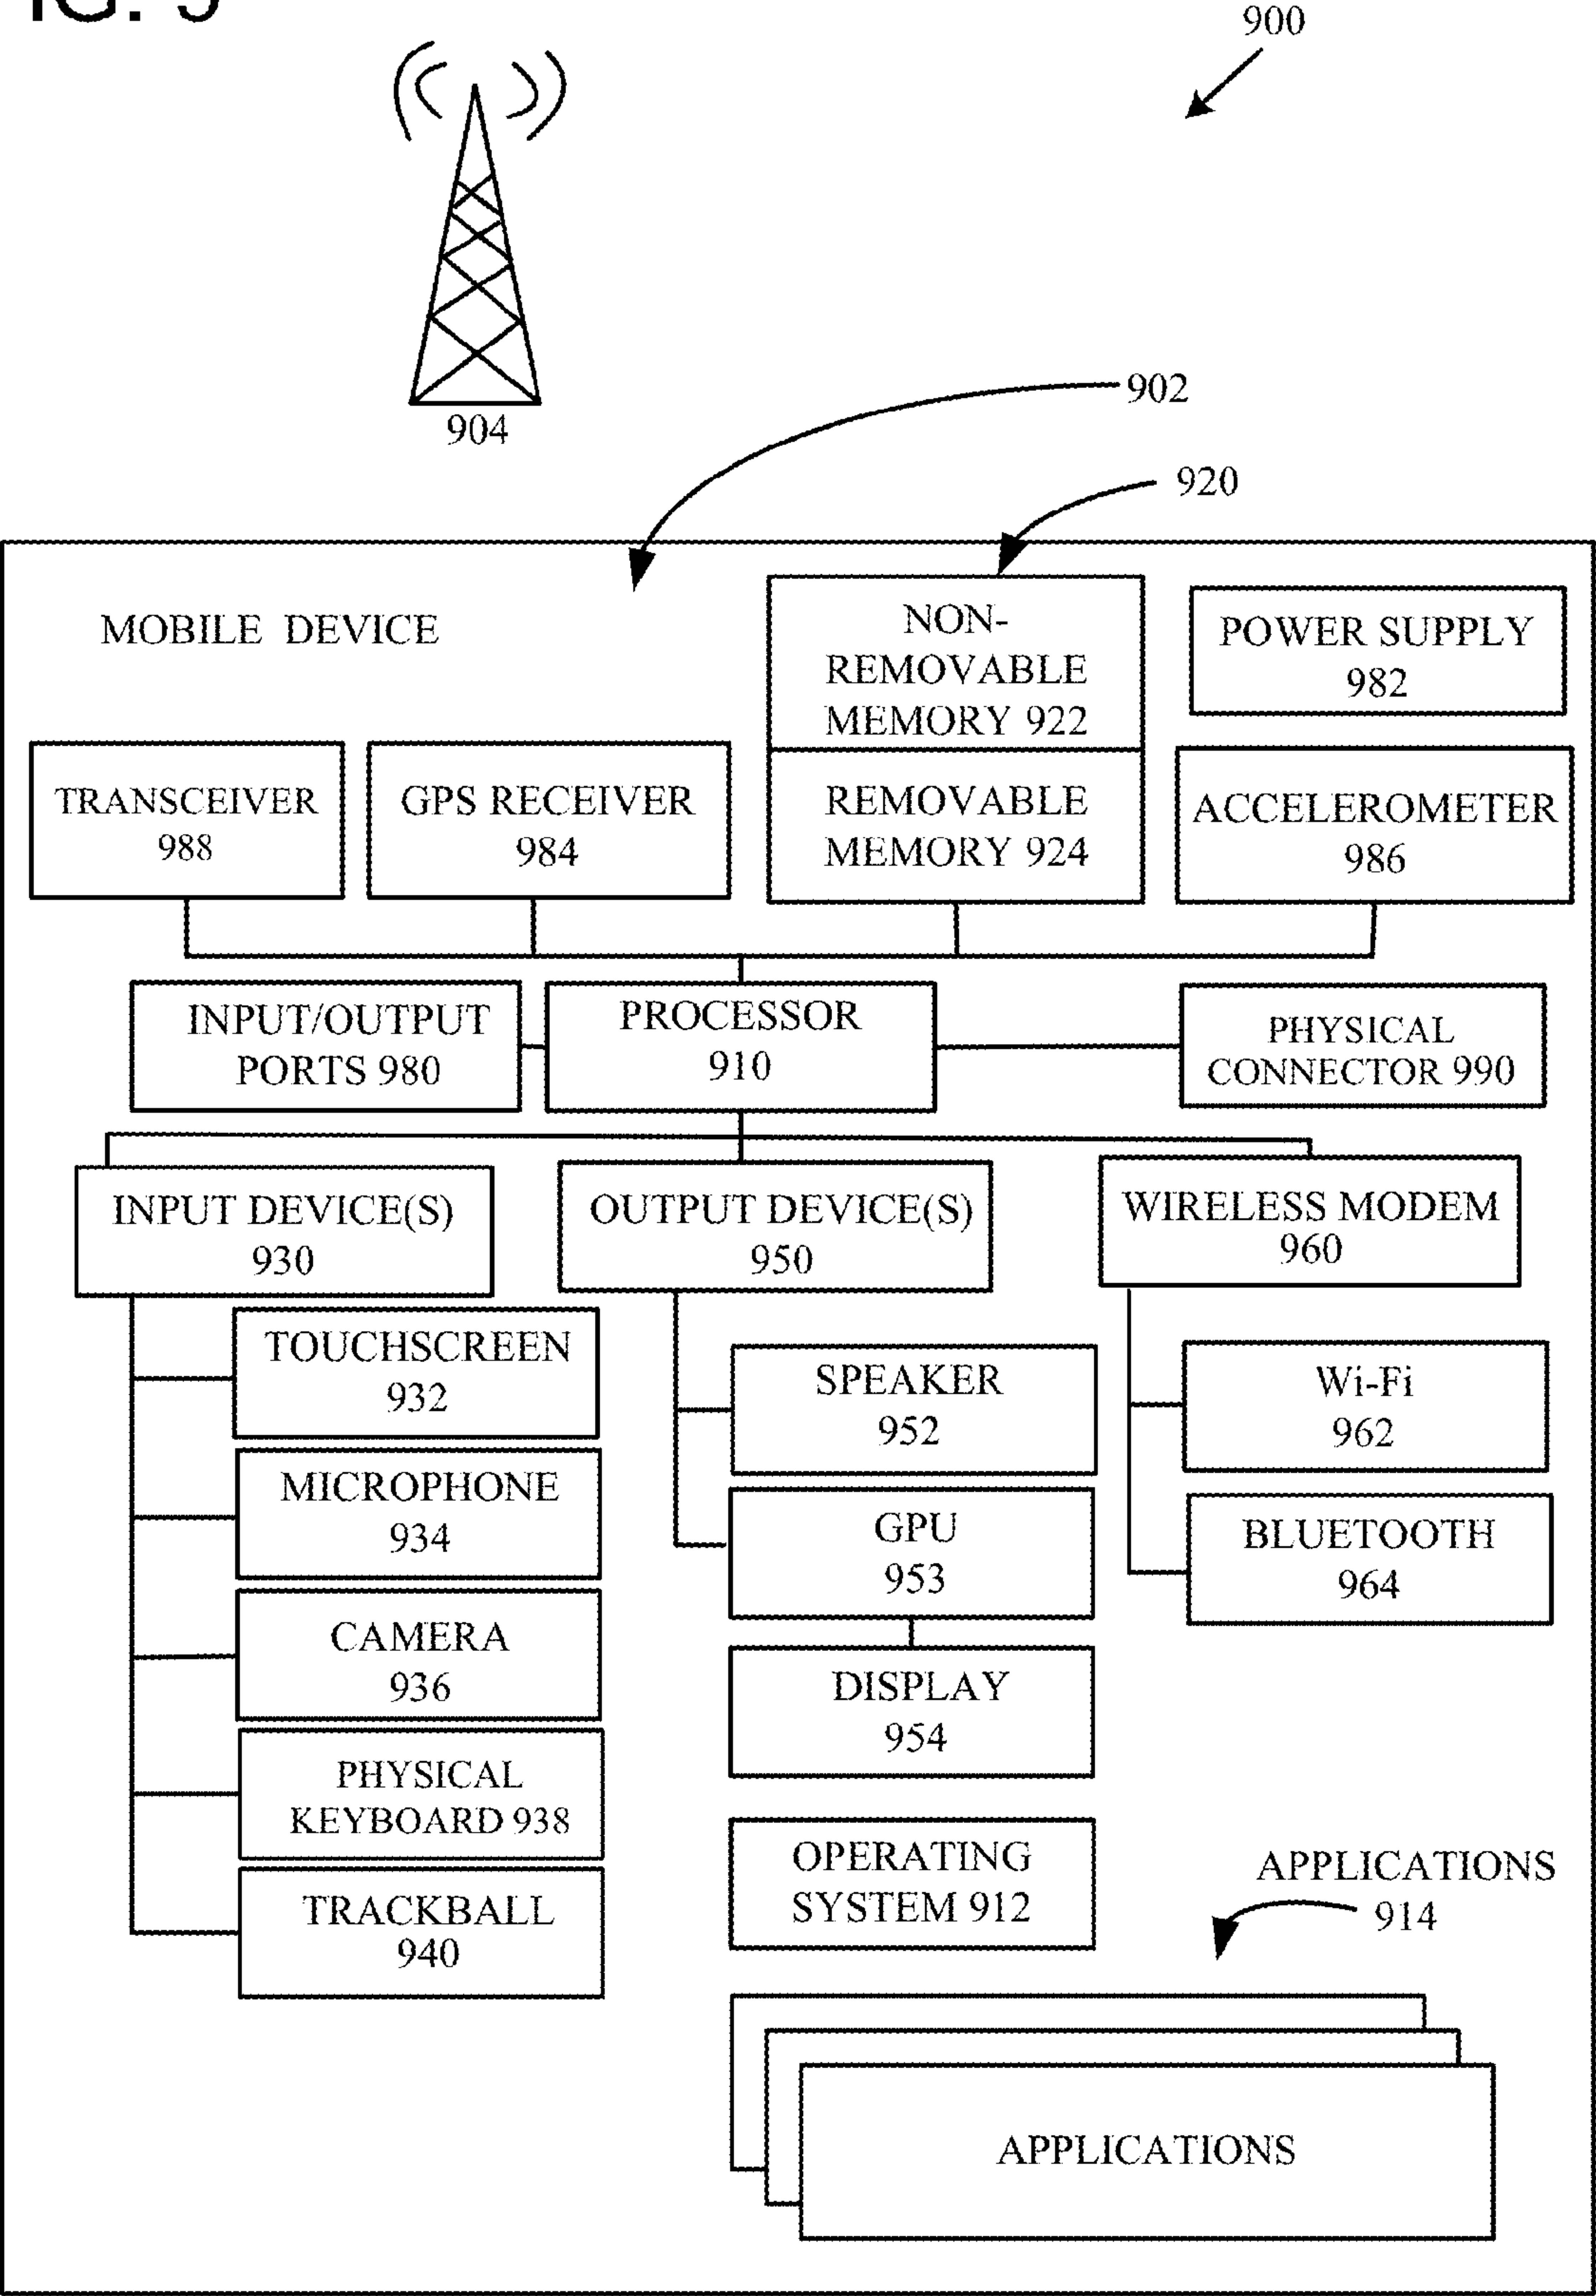 FIG. 9
900
904
902
920
MOBILE DEVICE
NON-
REMOVABLE
MEMORY 922
POWER SUPPLY
982
TRANSCEIVER
988
GPS RECEIVER
984
REMOVABLE
MEMORY 924
ACCELEROMETER
986
INPUT/OUTPUT
PORTS 980
PROCESSOR
910
PHYSICAL
CONNECTOR 990
INPUT DEVICE(S)
930
OUTPUT DEVICE(S)
950
WIRELESS MODEM
960
TOUCHSCREEN
932
MICROPHONE
934
CAMERA
936
PHYSICAL
KEYBOARD 938
TRACKBALL
940
SPEAKER
952
GPU
953
DISPLAY
954
Wi-Fi
962
BLUETOOTH
964
OPERATING
SYSTEM 912
APPLICATIONS
914
APPLICATIONS